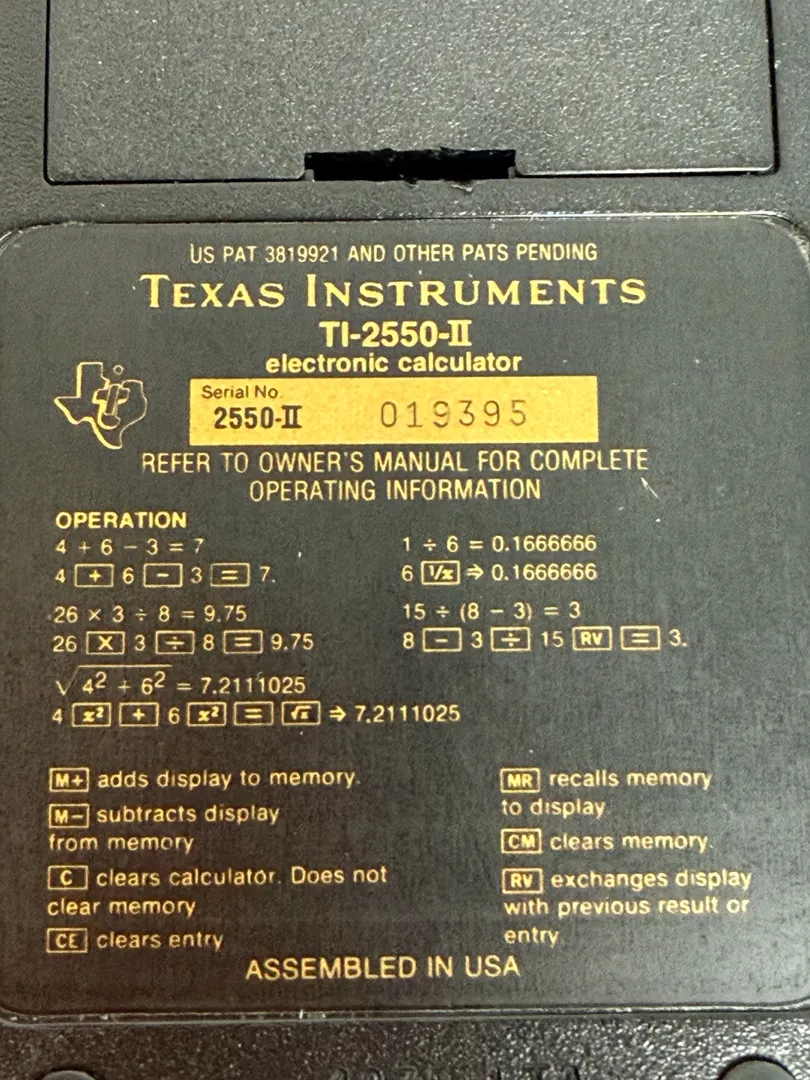 US PAT 3819921 AND OTHER PATS PENDING
TEXAS INSTRUMENTS
TI-2550-II
electronic calculator
Serial No.
2550-II 019395
REFER TO OWNER'S MANUAL FOR COMPLETE
OPERATING INFORMATION
OPERATION
4 + 6 − 3 = 7
4 + 6 − 3 = 7.
26 × 3 ÷ 8 = 9.75
26 X 3 ÷ 8 = 9.75
√4² + 6² = 7.2111025
4 x² + 6 x² = √x ⇒ 7.2111025
1 ÷ 6 = 0.1666666
6 1/x ⇒ 0.1666666
15 ÷ (8 − 3) = 3
8 − 3 ÷ 15 RV = 3.
M+ adds display to memory.
M− subtracts display
from memory
C clears calculator. Does not
clear memory
CE clears entry
MR recalls memory
to display.
CM clears memory.
RV exchanges display
with previous result or
entry.
ASSEMBLED IN USA